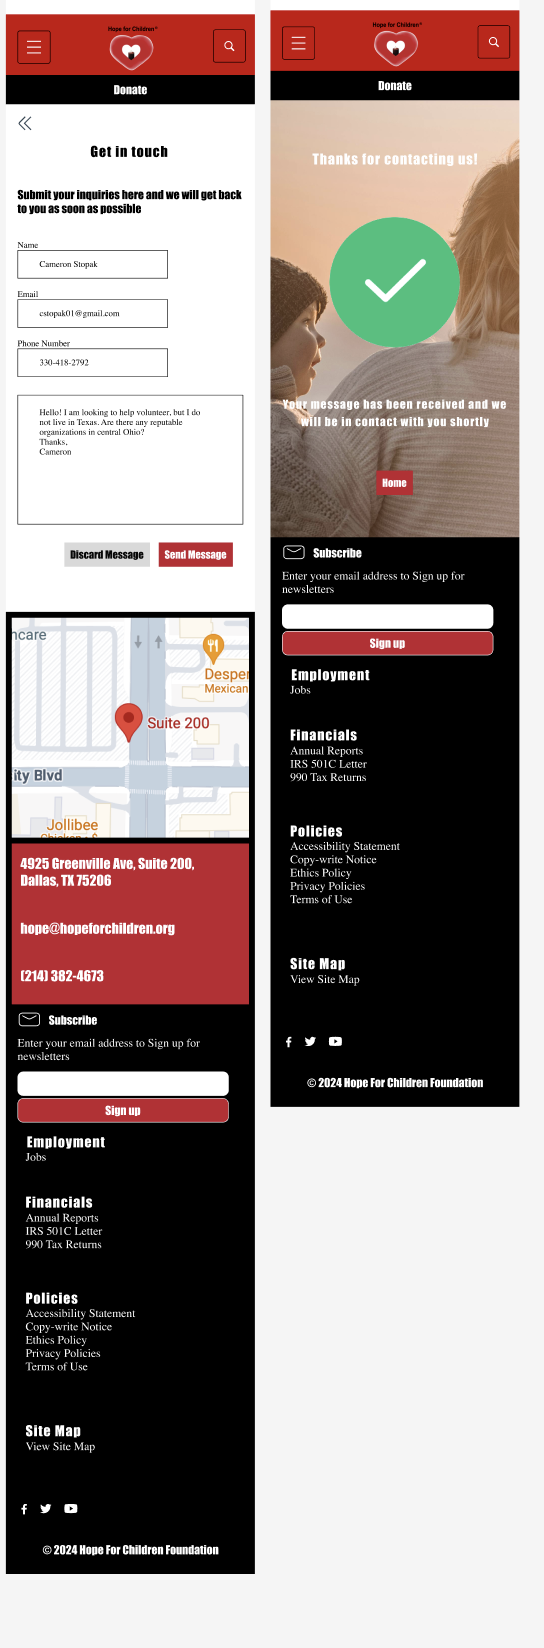 Hope for Children®
Donate
Get in touch
Submit your inquiries here and we will get back
to you as soon as possible
Name
Cameron Stopak
Email
cstopak01@gmail.com
Phone Number
330-418-2792
Hello! I am looking to help volunteer, but I do
not live in Texas. Are there any reputable
organizations in central Ohio?
Thanks,
Cameron
Discard Message
Send Message
ncare
Desper
Mexican
Suite 200
ity Blvd
Jollibee
4925 Greenville Ave, Suite 200,
Dallas, TX 75206
hope@hopeforchildren.org
(214) 382-4673
Subscribe
Enter your email address to Sign up for
newsletters
Sign up
Employment
Jobs
Financials
Annual Reports
IRS 501C Letter
990 Tax Returns
Policies
Accessibility Statement
Copy-write Notice
Ethics Policy
Privacy Policies
Terms of Use
Site Map
View Site Map
© 2024 Hope For Children Foundation
Hope for Children®
Donate
Thanks for contacting us!
Your message has been received and we
will be in contact with you shortly
Home
Subscribe
Enter your email address to Sign up for
newsletters
Sign up
Employment
Jobs
Financials
Annual Reports
IRS 501C Letter
990 Tax Returns
Policies
Accessibility Statement
Copy-write Notice
Ethics Policy
Privacy Policies
Terms of Use
Site Map
View Site Map
© 2024 Hope For Children Foundation